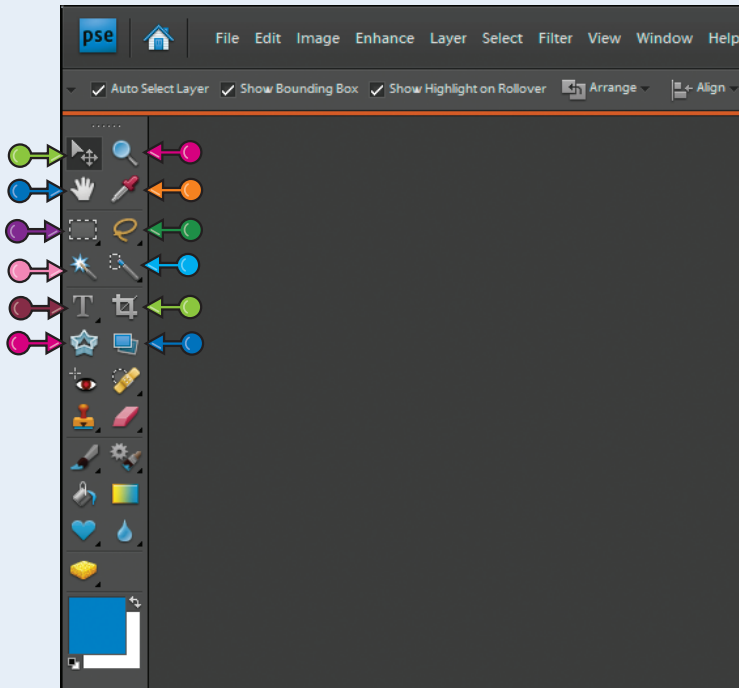 pse File Edit Image Enhance Layer Select Filter View Window Help
Auto Select Layer Show Bounding Box Show Highlight on Rollover Arrange Align
T